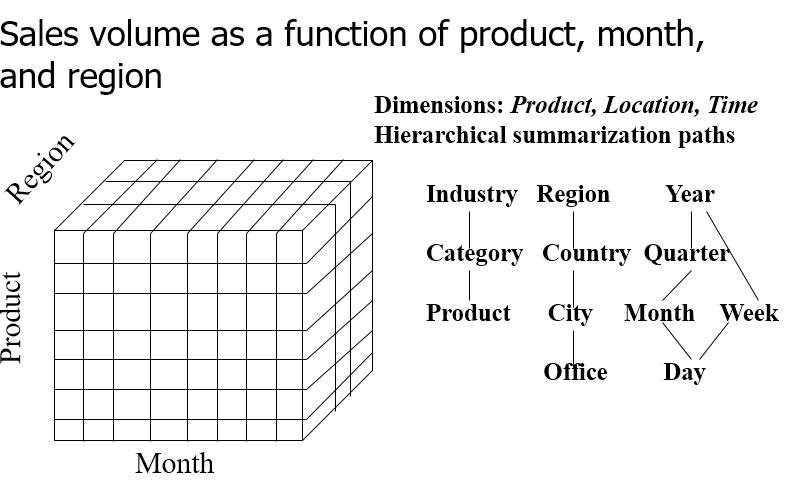 Sales volume as a function of product, month,
and region
Dimensions: Product, Location, Time
Hierarchical summarization paths
Region
Product
Month
Industry Region Year
Category Country Quarter
Product City Month Week
Office Day